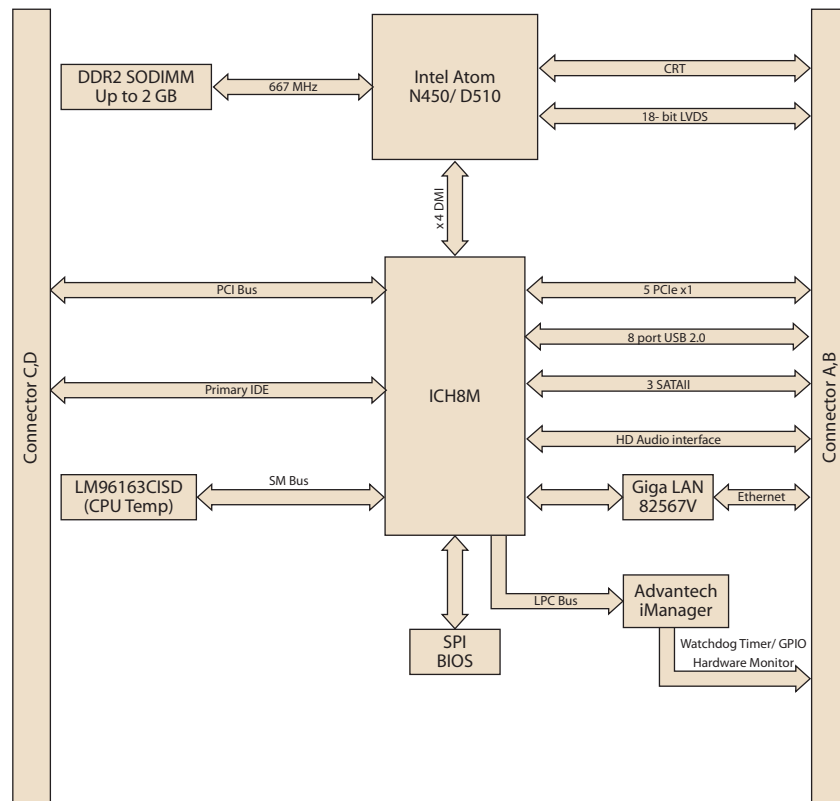 DDR2 SODIMM
Up to 2 GB
667 MHz
Intel Atom
N450/ D510
CRT
18- bit LVDS
x4 DMI
PCI Bus
5 PCIe x1
8 port USB 2.0
Connector C,D
Primary IDE
ICH8M
3 SATAII
Connector A,B
HD Audio interface
LM96163CISD
(CPU Temp)
SM Bus
Giga LAN
82567V
Ethernet
LPC Bus
Advantech
iManager
SPI
BIOS
Watchdog Timer/ GPIO
Hardware Monitor